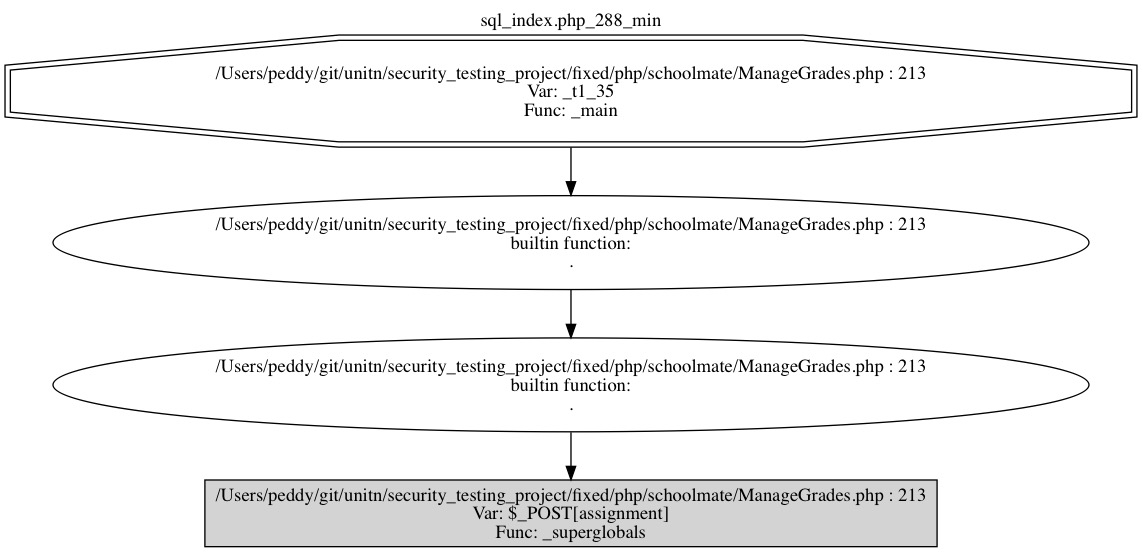 sql_index.php_288_min
/Users/peddy/git/unitn/security_testing_project/fixed/php/schoolmate/ManageGrades.php : 213
Var: _t1_35
Func: _main
/Users/peddy/git/unitn/security_testing_project/fixed/php/schoolmate/ManageGrades.php : 213
builtin function:
.
/Users/peddy/git/unitn/security_testing_project/fixed/php/schoolmate/ManageGrades.php : 213
builtin function:
.
/Users/peddy/git/unitn/security_testing_project/fixed/php/schoolmate/ManageGrades.php : 213
Var: $_POST[assignment]
Func: _superglobals